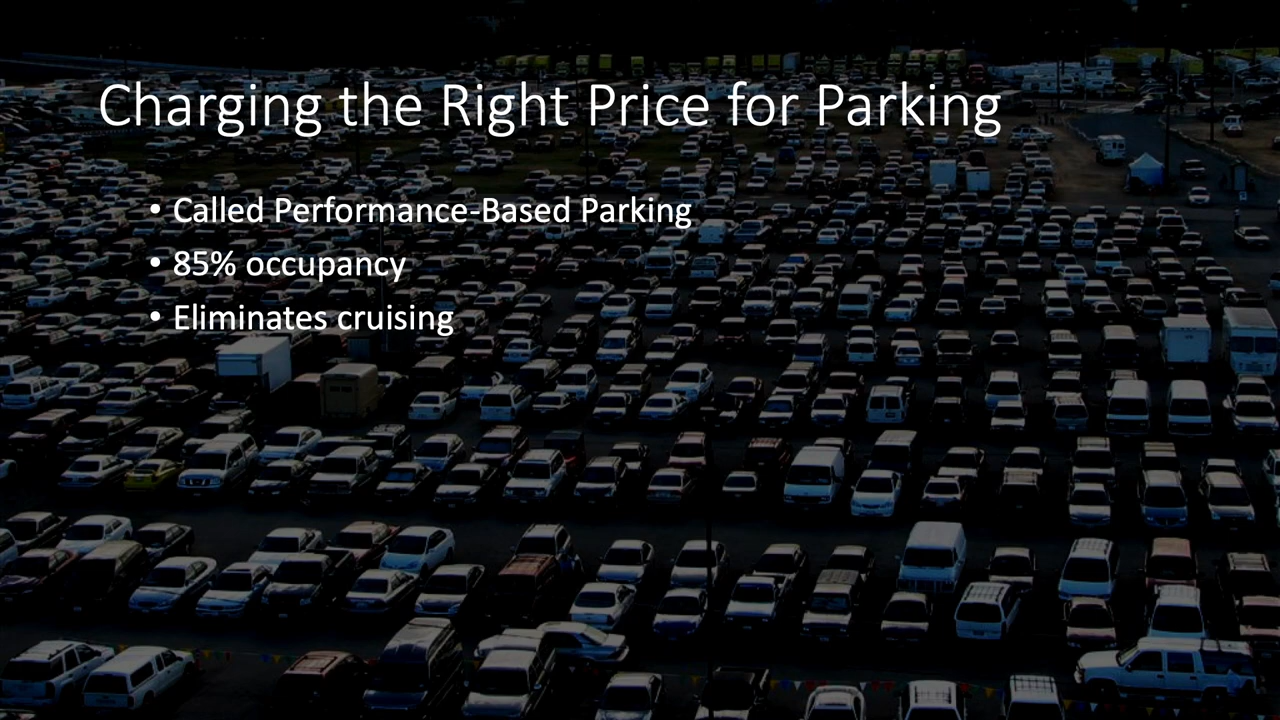 Charging the Right Price for Parking
• Called Performance-Based Parking
• 85% occupancy
• Eliminates cruising